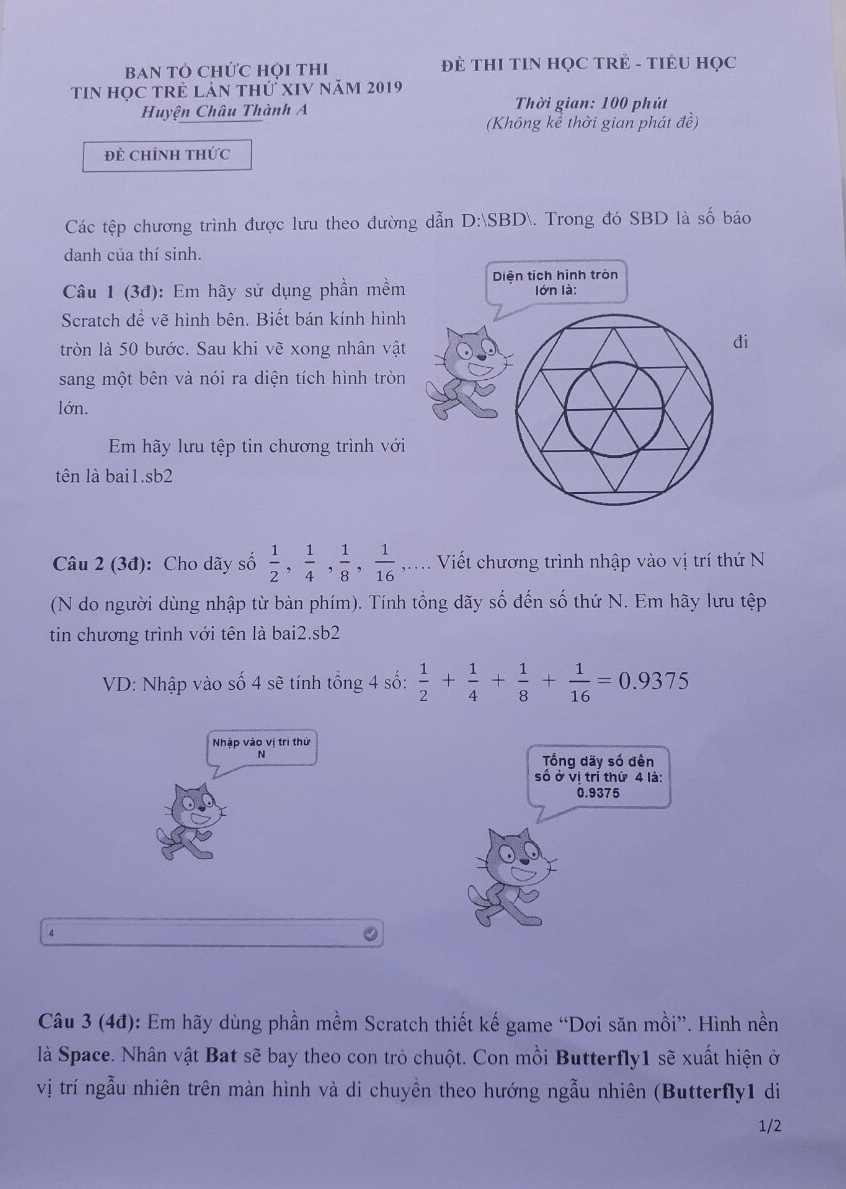 BAN TỔ CHỨC HỘI THI
TIN HỌC TRẺ LẦN THỨ XIV NĂM 2019
Huyện Châu Thành A
ĐỀ CHÍNH THỨC
ĐỀ THI TIN HỌC TRẺ - TIỂU HỌC
Thời gian: 100 phút
(Không kể thời gian phát đề)
Các tệp chương trình được lưu theo đường dẫn D:\SBD\. Trong đó SBD là số báo
danh của thí sinh.
Câu 1 (3đ): Em hãy sử dụng phần mềm
Scratch để vẽ hình bên. Biết bán kính hình
tròn là 50 bước. Sau khi vẽ xong nhân vật đi
sang một bên và nói ra diện tích hình tròn
lớn.
Em hãy lưu tệp tin chương trình với
tên là bai1.sb2
Diện tích hình tròn
lớn là:
Câu 2 (3đ): Cho dãy số 1/2, 1/4, 1/8, 1/16,.... Viết chương trình nhập vào vị trí thứ N
(N do người dùng nhập từ bàn phím). Tính tổng dãy số đến số thứ N. Em hãy lưu tệp
tin chương trình với tên là bai2.sb2
VD: Nhập vào số 4 sẽ tính tổng 4 số: 1/2 + 1/4 + 1/8 + 1/16 = 0.9375
Nhập vào vị trí thứ
N
Tổng dãy số đến
số ở vị trí thứ 4 là:
0.9375
4
Câu 3 (4đ): Em hãy dùng phần mềm Scratch thiết kế game “Dơi săn mồi”. Hình nền
là Space. Nhân vật Bat sẽ bay theo con trỏ chuột. Con mồi Butterfly1 sẽ xuất hiện ở
vị trí ngẫu nhiên trên màn hình và di chuyển theo hướng ngẫu nhiên (Butterfly1 di
1/2